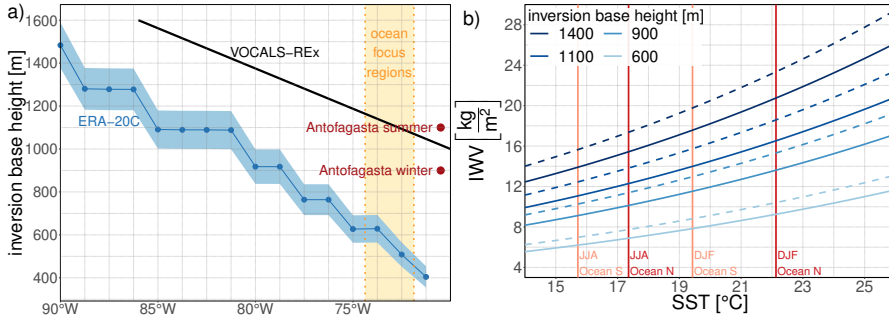 a)
inversion base height [m]
1600
1400
1200
1000
800
600
400
90°W
85°W
80°W
75°W
VOCALS−REx
ERA−20C
ocean
focus
regions
Antofagasta summer
Antofagasta winter
b)
inversion base height [m]
1400
900
1100
600
IWV [kg/m²]
28
24
20
16
12
8
4
JJA
Ocean S
JJA
Ocean N
DJF
Ocean S
DJF
Ocean N
15
17
19
21
23
25
SST [°C]